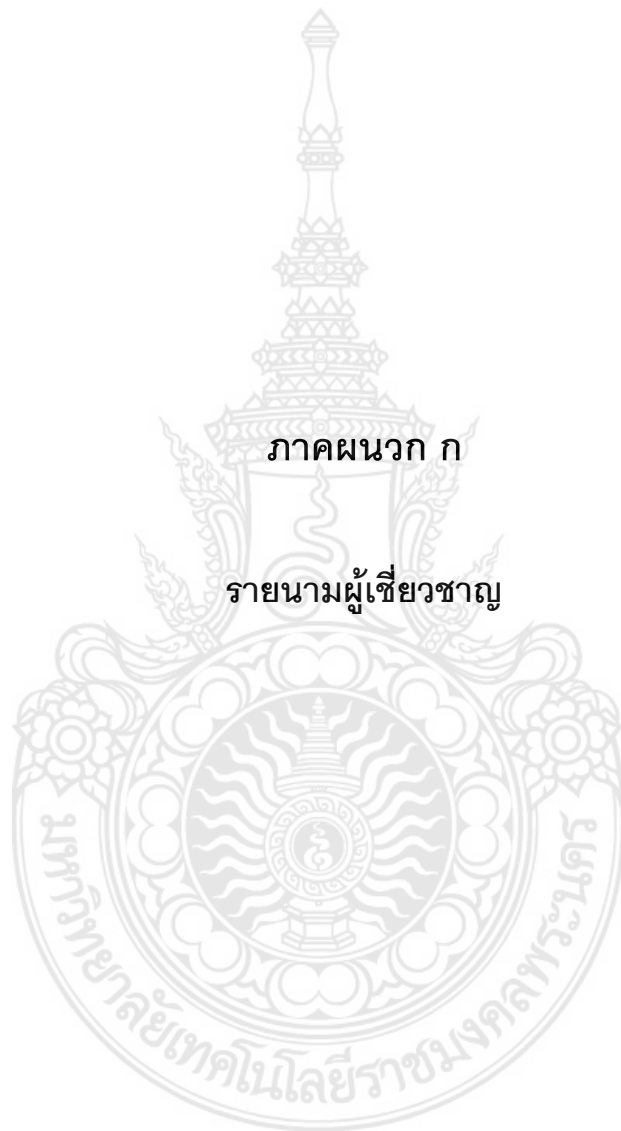 ภาคผนวก ก
รายนามผู้เชี่ยวชาญ
มหาวิทยาลัยเทคโนโลยีราชมงคลพระนคร